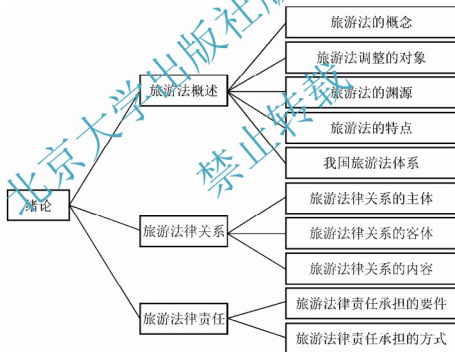 旅游法的概念
旅游法调整的对象
旅游法概述
旅游法的渊源
旅游法的特点
我国旅游法体系
绪论
旅游法律关系的主体
旅游法律关系
旅游法律关系的客体
旅游法律关系的内容
旅游法律责任承担的要件
旅游法律责任
旅游法律责任承担的方式
北京大学出版社版
禁止转载